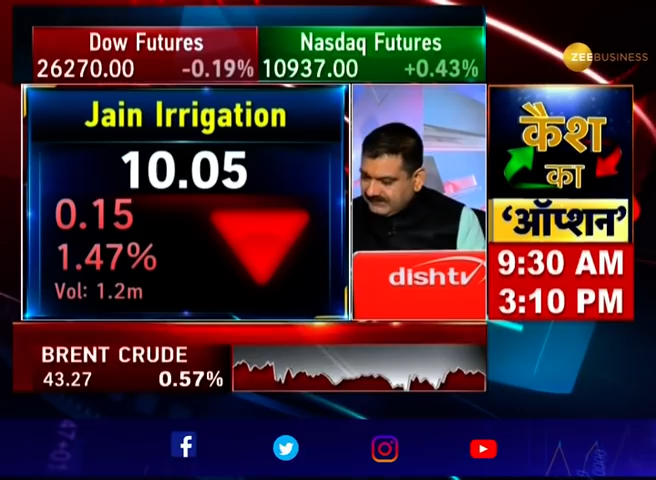 Dow Futures
26270.00 -0.19%
Nasdaq Futures
10937.00 +0.43%
ZEE BUSINESS
Jain Irrigation
10.05
0.15
1.47%
Vol: 1.2m
dishtv
कैश
का
‘ऑप्शन’
9:30 AM
3:10 PM
BRENT CRUDE
43.27 0.57%